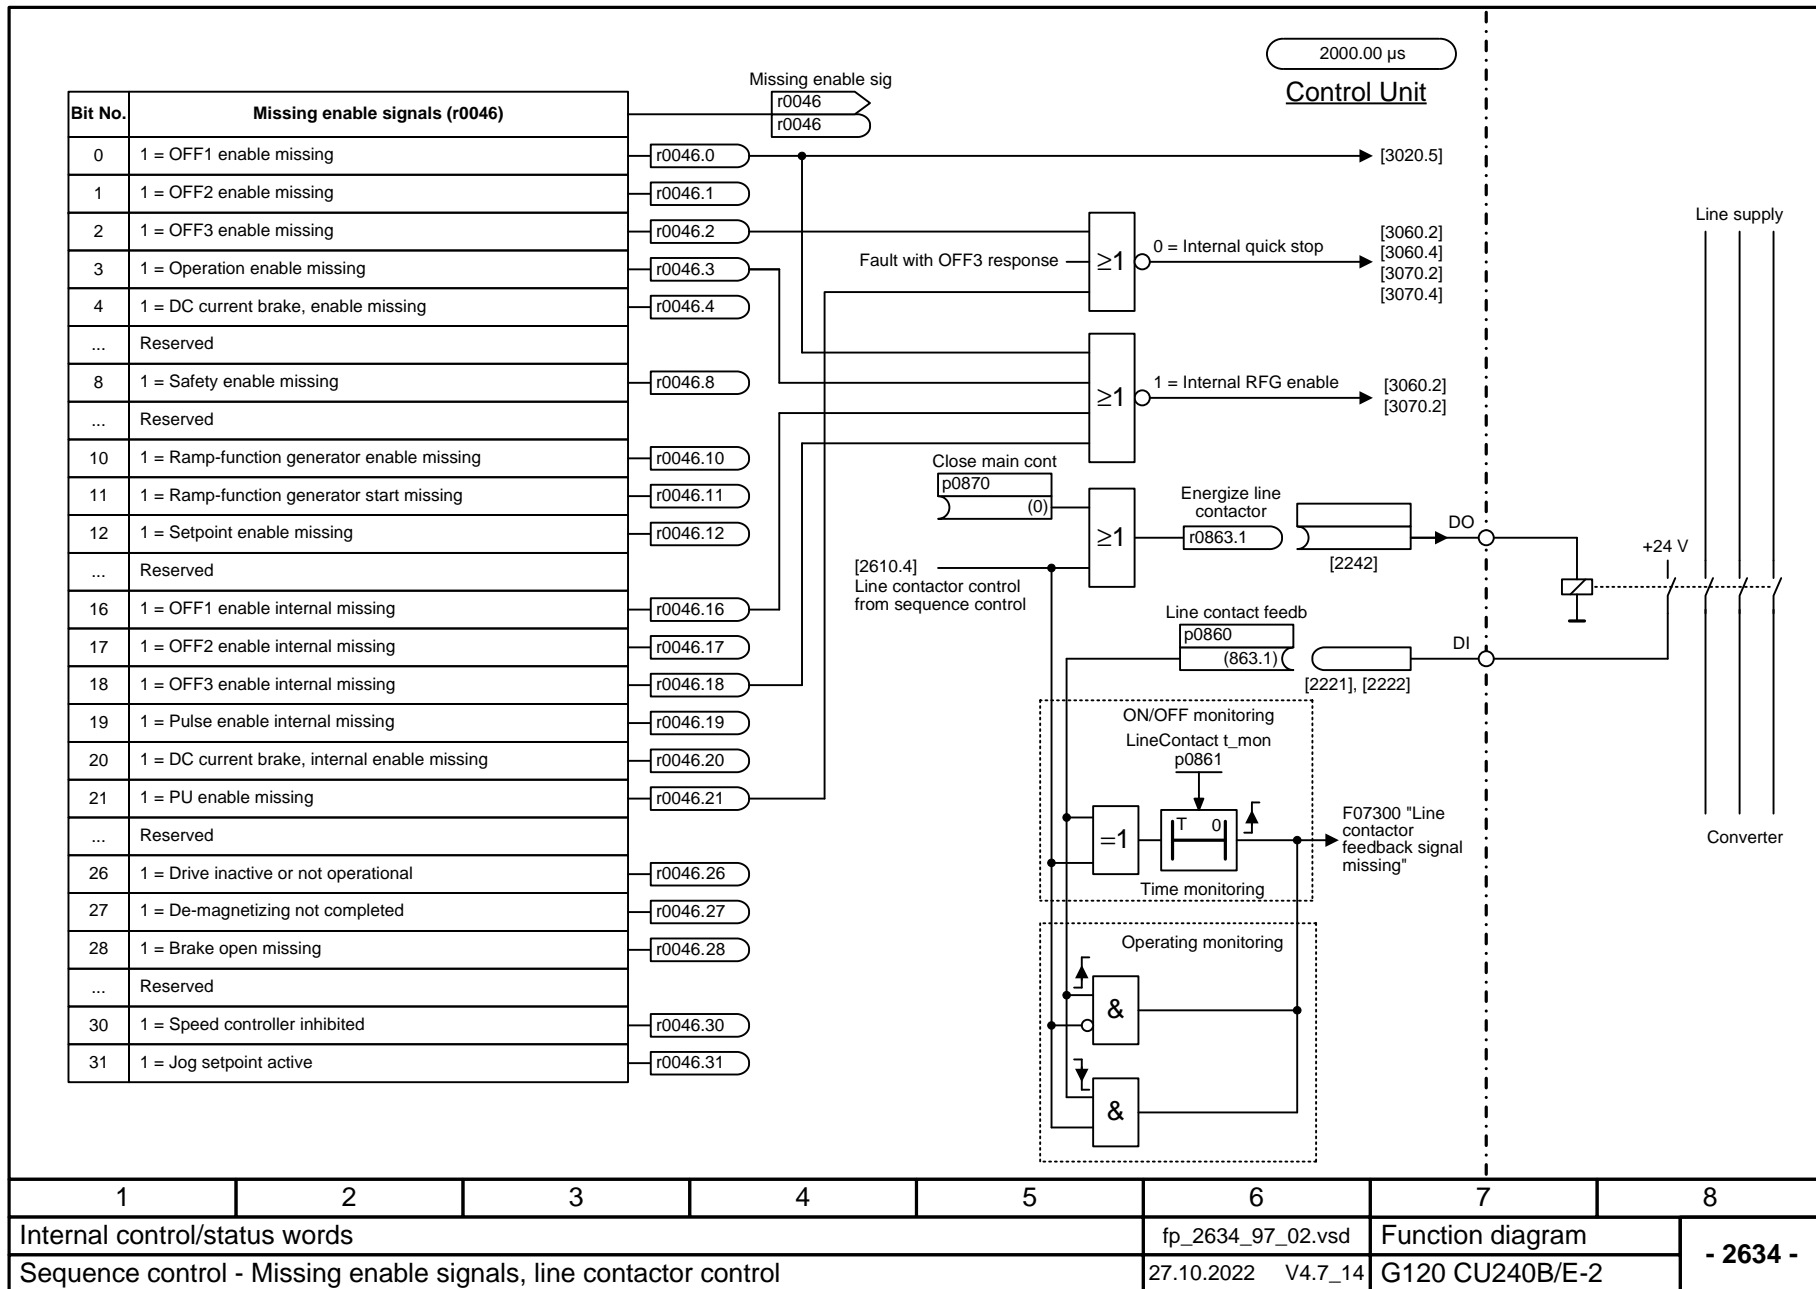 2000.00 µs
Control Unit
Missing enable sig
r0046
r0046
Bit No. Missing enable signals (r0046)
0 1 = OFF1 enable missing r0046.0 [3020.5]
1 1 = OFF2 enable missing r0046.1
2 1 = OFF3 enable missing r0046.2
3 1 = Operation enable missing r0046.3
4 1 = DC current brake, enable missing r0046.4
... Reserved
8 1 = Safety enable missing r0046.8
... Reserved
10 1 = Ramp-function generator enable missing r0046.10
11 1 = Ramp-function generator start missing r0046.11
12 1 = Setpoint enable missing r0046.12
... Reserved
16 1 = OFF1 enable internal missing r0046.16
17 1 = OFF2 enable internal missing r0046.17
18 1 = OFF3 enable internal missing r0046.18
19 1 = Pulse enable internal missing r0046.19
20 1 = DC current brake, internal enable missing r0046.20
21 1 = PU enable missing r0046.21
... Reserved
26 1 = Drive inactive or not operational r0046.26
27 1 = De-magnetizing not completed r0046.27
28 1 = Brake open missing r0046.28
... Reserved
30 1 = Speed controller inhibited r0046.30
31 1 = Jog setpoint active r0046.31
Fault with OFF3 response
≥1
0 = Internal quick stop
[3060.2]
[3060.4]
[3070.2]
[3070.4]
≥1
1 = Internal RFG enable
[3060.2]
[3070.2]
Close main cont
p0870
(0)
[2610.4]
Line contactor control
from sequence control
≥1
Energize line
contactor
r0863.1
[2242]
DO
Line contact feedb
p0860
(863.1)
[2221], [2222]
DI
Line supply
+24 V
Converter
ON/OFF monitoring
LineContact t_mon
p0861
=1
T 0
Time monitoring
F07300 "Line
contactor
feedback signal
missing"
Operating monitoring
&
&
1 2 3 4 5 6 7 8
Internal control/status words
fp_2634_97_02.vsd
Function diagram
- 2634 -
Sequence control - Missing enable signals, line contactor control
27.10.2022 V4.7_14
G120 CU240B/E-2